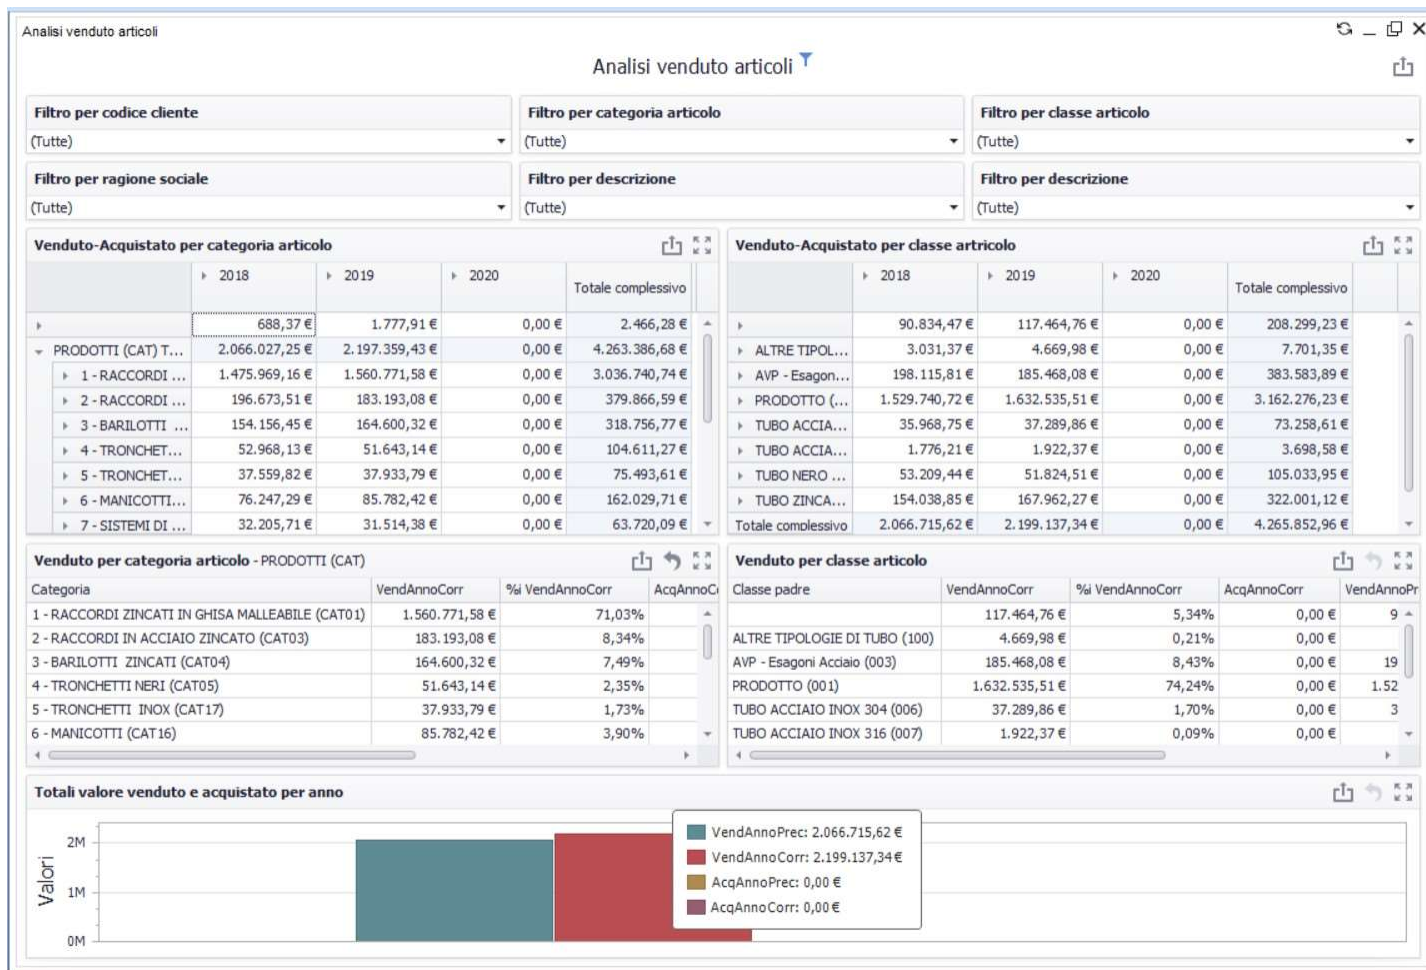 Analisi venduto articoli
Analisi venduto articoli
Filtro per codice cliente Filtro per categoria articolo Filtro per classe articolo
(Tutte) (Tutte) (Tutte)
Filtro per ragione sociale Filtro per descrizione Filtro per descrizione
(Tutte) (Tutte) (Tutte)
Venduto-Acquistato per categoria articolo
2018 2019 2020 Totale complessivo
688,37 € 1.777,91 € 0,00 € 2.466,28 €
PRODOTTI (CAT) T... 2.066.027,25 € 2.197.359,43 € 0,00 € 4.263.386,68 €
1 - RACCORDI ... 1.475.969,16 € 1.560.771,58 € 0,00 € 3.036.740,74 €
2 - RACCORDI ... 196.673,51 € 183.193,08 € 0,00 € 379.866,59 €
3 - BARILOTTI ... 154.156,45 € 164.600,32 € 0,00 € 318.756,77 €
4 - TRONCHET... 52.968,13 € 51.643,14 € 0,00 € 104.611,27 €
5 - TRONCHET... 37.559,82 € 37.933,79 € 0,00 € 75.493,61 €
6 - MANICOTTI... 76.247,29 € 85.782,42 € 0,00 € 162.029,71 €
7 - SISTEMI DI ... 32.205,71 € 31.514,38 € 0,00 € 63.720,09 €
Venduto-Acquistato per classe artricolo
2018 2019 2020 Totale complessivo
90.834,47 € 117.464,76 € 0,00 € 208.299,23 €
ALTRE TIPOL... 3.031,37 € 4.669,98 € 0,00 € 7.701,35 €
AVP - Esagon... 198.115,81 € 185.468,08 € 0,00 € 383.583,89 €
PRODOTTO (... 1.529.740,72 € 1.632.535,51 € 0,00 € 3.162.276,23 €
TUBO ACCIA... 35.968,75 € 37.289,86 € 0,00 € 73.258,61 €
TUBO ACCIA... 1.776,21 € 1.922,37 € 0,00 € 3.698,58 €
TUBO NERO ... 53.209,44 € 51.824,51 € 0,00 € 105.033,95 €
TUBO ZINCA... 154.038,85 € 167.962,27 € 0,00 € 322.001,12 €
Totale complessivo 2.066.715,62 € 2.199.137,34 € 0,00 € 4.265.852,96 €
Venduto per categoria articolo - PRODOTTI (CAT)
Categoria VendAnnoCorr %i VendAnnoCorr AcqAnnoC
1 - RACCORDI ZINCATI IN GHISA MALLEABILE (CAT01) 1.560.771,58 € 71,03%
2 - RACCORDI IN ACCIAIO ZINCATO (CAT03) 183.193,08 € 8,34%
3 - BARILOTTI ZINCATI (CAT04) 164.600,32 € 7,49%
4 - TRONCHETTI NERI (CAT05) 51.643,14 € 2,35%
5 - TRONCHETTI INOX (CAT17) 37.933,79 € 1,73%
6 - MANICOTTI (CAT16) 85.782,42 € 3,90%
Venduto per classe articolo
Classe padre VendAnnoCorr %i VendAnnoCorr AcqAnnoCorr VendAnnoPr
117.464,76 € 5,34% 0,00 € 9
ALTRE TIPOLOGIE DI TUBO (100) 4.669,98 € 0,21% 0,00 €
AVP - Esagoni Acciaio (003) 185.468,08 € 8,43% 0,00 € 19
PRODOTTO (001) 1.632.535,51 € 74,24% 0,00 € 1.52
TUBO ACCIAIO INOX 304 (006) 37.289,86 € 1,70% 0,00 € 3
TUBO ACCIAIO INOX 316 (007) 1.922,37 € 0,09% 0,00 €
Totali valore venduto e acquistato per anno
Valori
2M
1M
0M
VendAnnoPrec: 2.066.715,62 €
VendAnnoCorr: 2.199.137,34 €
AcqAnnoPrec: 0,00 €
AcqAnnoCorr: 0,00 €